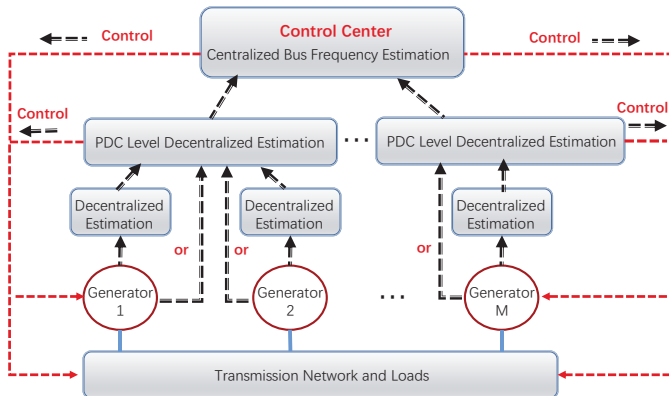 Control Center
Control
Control
Centralized Bus Frequency Estimation
Control
Control
PDC Level Decentralized Estimation
...
PDC Level Decentralized Estimation
Decentralized
Estimation
Decentralized
Estimation
Decentralized
Estimation
or
or
or
Generator
1
Generator
2
...
Generator
M
Transmission Network and Loads